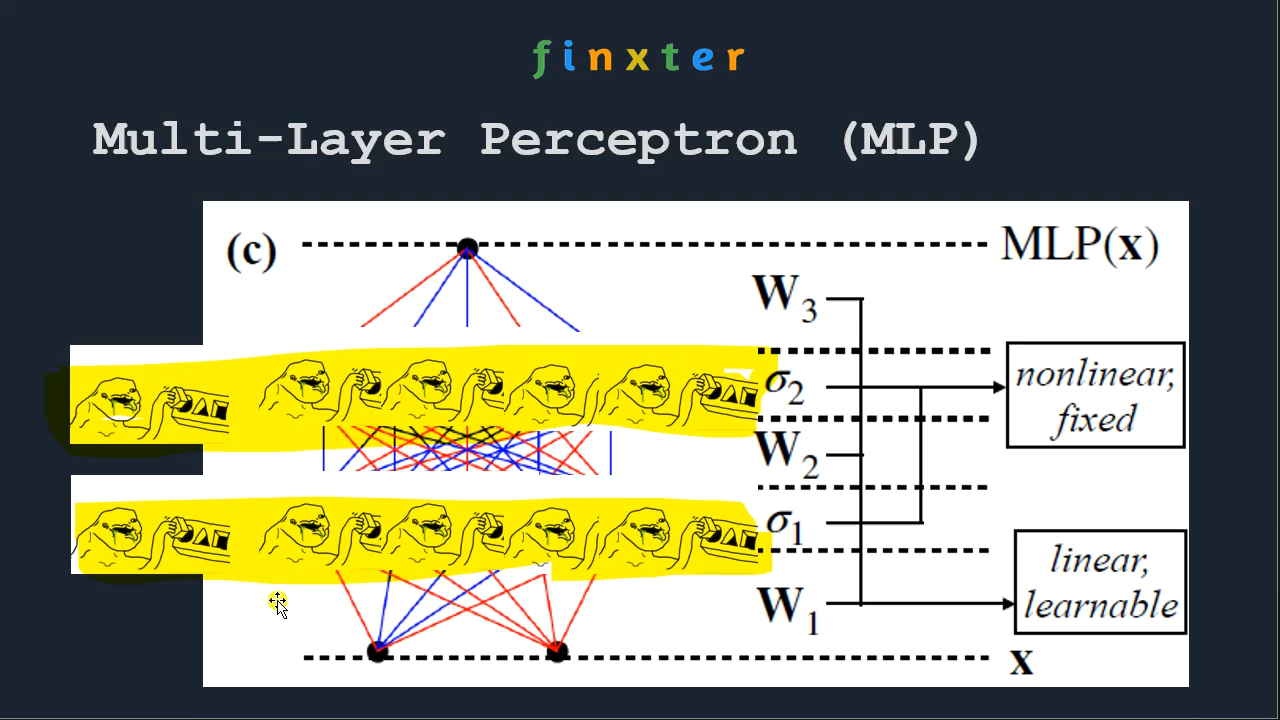 finxter
Multi-Layer Perceptron (MLP)
(c)
MLP(x)
W3
σ2
nonlinear,
fixed
W2
σ1
linear,
learnable
W1
x